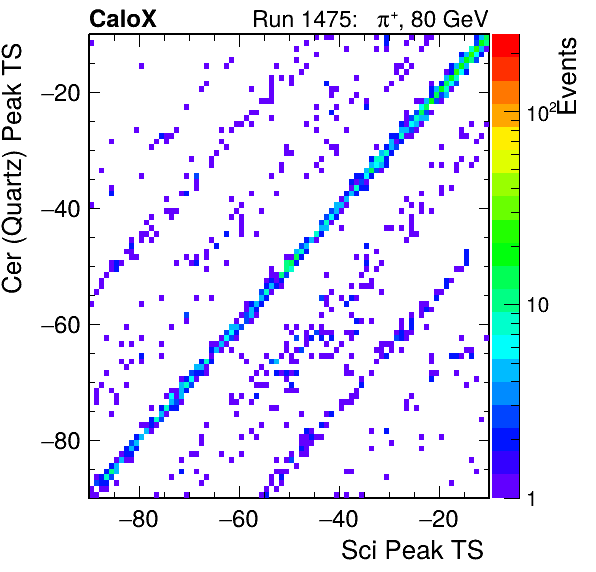 CaloX Run 1475: π⁺, 80 GeV
Cer (Quartz) Peak TS
−20
−40
−60
−80
−80 −60 −40 −20
Sci Peak TS
Events
10²
10
1